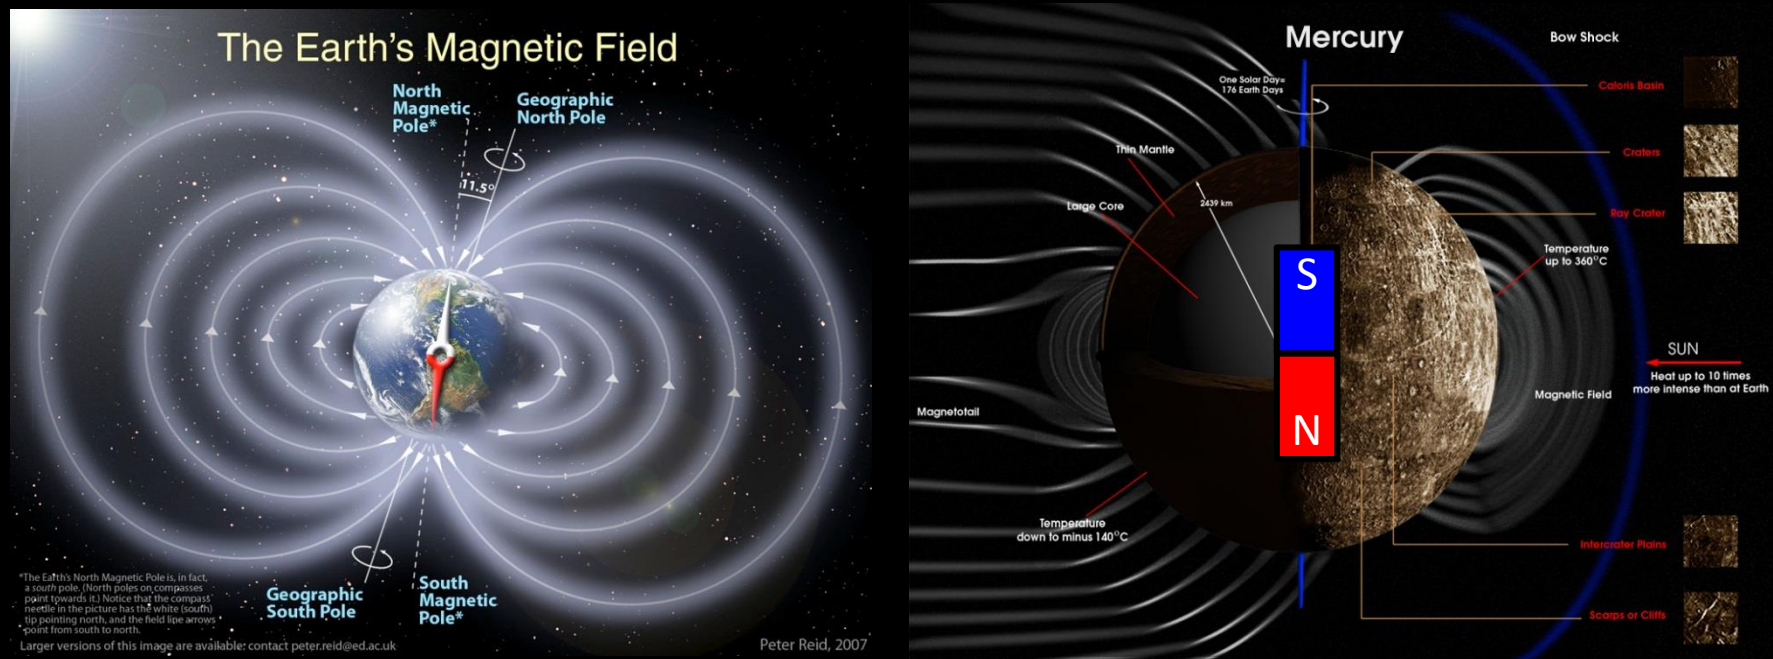 The Earth's Magnetic Field
North
Magnetic
Pole*
Geographic
North Pole
11.5°
Geographic
South Pole
South
Magnetic
Pole*
*The Earth's North Magnetic Pole is, in fact,
a south pole. (North poles on compasses
point towards it.) Notice that the compass
needle in the picture has the white (south)
tip pointing north, and the field line arrows
point from south to north.
Larger versions of this image are available: contact peter.reid@ed.ac.uk
Peter Reid, 2007
Mercury
Bow Shock
One Solar Day=
176 Earth Days
Caloris Basin
Thin Mantle
Craters
Large Core
2439 km
Ray Crater
Temperature
up to 360°C
S
N
SUN
Heat up to 10 times
more intense than at Earth
Magnetic Field
Magnetotail
Temperature
down to minus 140°C
Intercrater Plains
Scarps or Cliffs